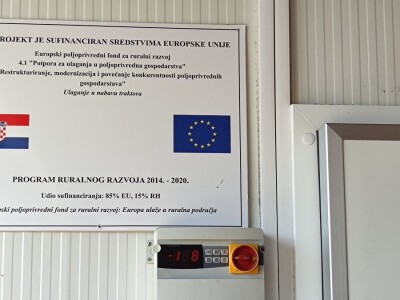 ROJEKT JE SUFINANCIRAN SREDSTVIMA EUROPSKE UNIJE
Europski poljoprivredni fond za ruralni razvoj
4.1 "Potpora za ulaganja u poljoprivredna gospodarstva"
Restrukturiranje, modernizacija i povećanje konkurentnosti poljoprivrednih
gospodarstava"
Ulaganje u nabavu traktora
PROGRAM RURALNOG RAZVOJA 2014. - 2020.
Udio sufinanciranja: 85% EU, 15% RH
pski poljoprivredni fond za ruralni razvoj: Europa ulaže u ruralna područja
-1 8